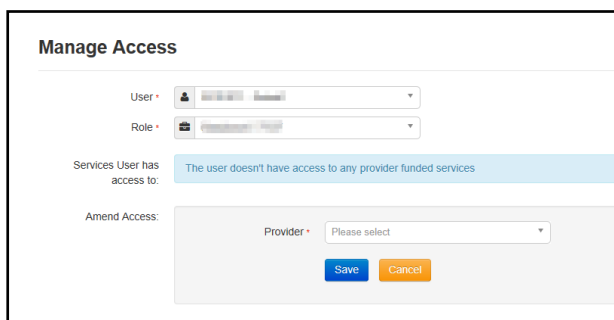 Manage Access
User *
Role *
Services User has access to:
The user doesn't have access to any provider funded services
Amend Access:
Provider * Please select
Save Cancel